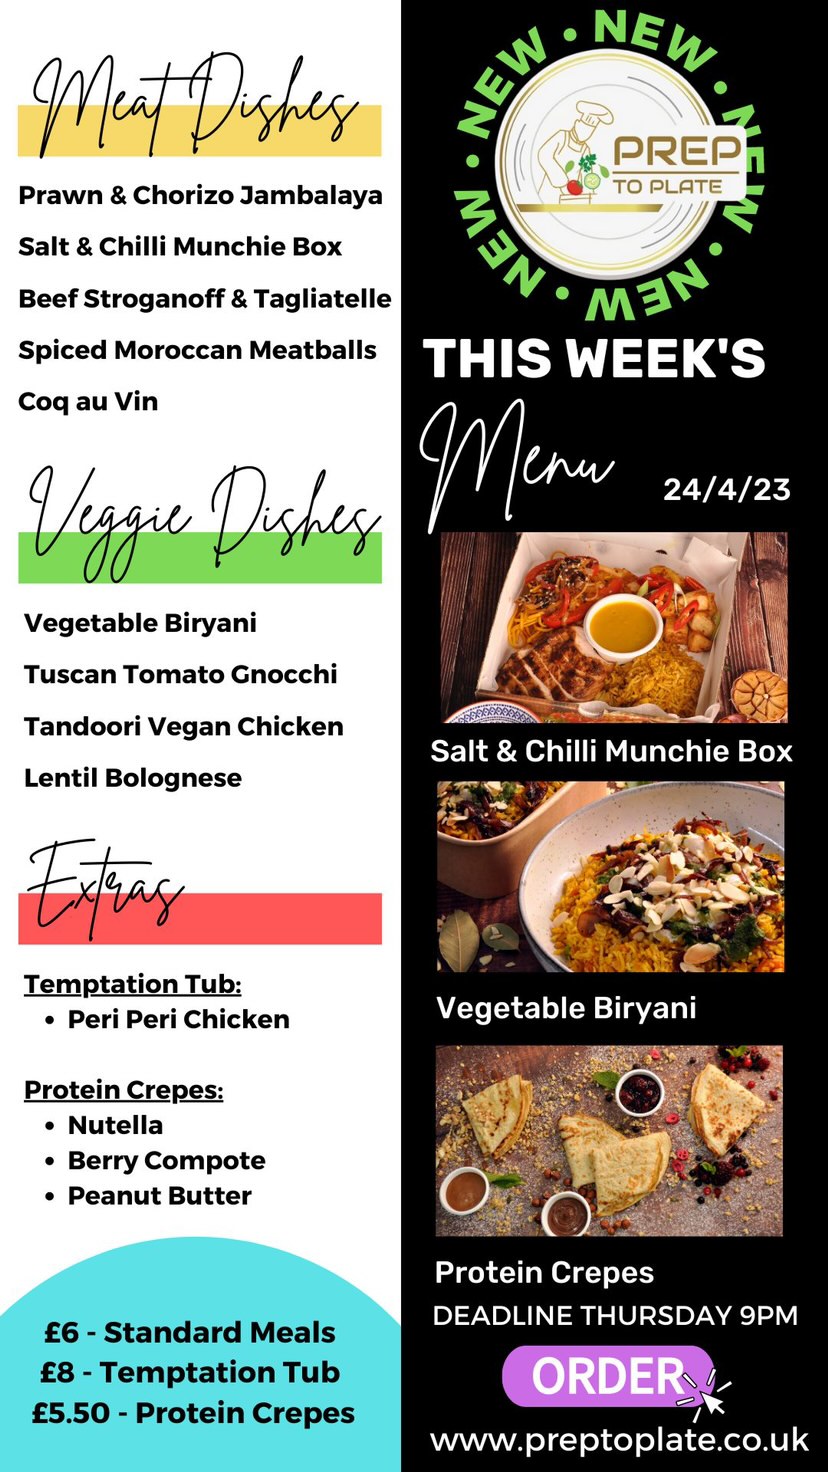 Meat Dishes
Prawn & Chorizo Jambalaya
Salt & Chilli Munchie Box
Beef Stroganoff & Tagliatelle
Spiced Moroccan Meatballs
Coq au Vin
Veggie Dishes
Vegetable Biryani
Tuscan Tomato Gnocchi
Tandoori Vegan Chicken
Lentil Bolognese
Extras
Temptation Tub:
• Peri Peri Chicken
Protein Crepes:
• Nutella
• Berry Compote
• Peanut Butter
£6 - Standard Meals
£8 - Temptation Tub
£5.50 - Protein Crepes
NEW • NEW • NEW • NEW • NEW • NEW •
PREP
TO PLATE
THIS WEEK'S
Menu
24/4/23
Salt & Chilli Munchie Box
Vegetable Biryani
Protein Crepes
DEADLINE THURSDAY 9PM
ORDER
www.preptoplate.co.uk